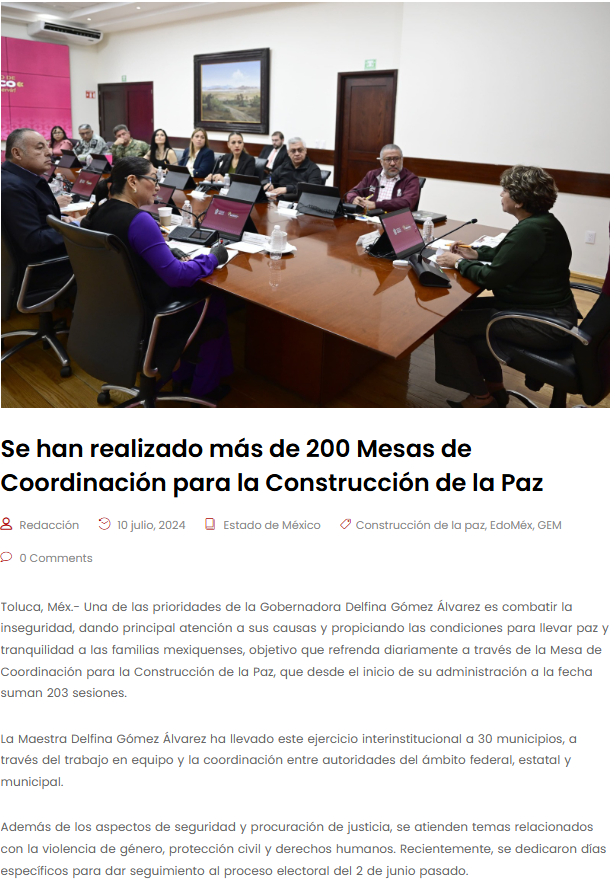 Se han realizado más de 200 Mesas de
Coordinación para la Construcción de la Paz
Redacción 10 julio, 2024 Estado de México Construcción de la paz, EdoMéx, GEM
0 Comments
Toluca, Méx.- Una de las prioridades de la Gobernadora Delfina Gómez Álvarez es combatir la
inseguridad, dando principal atención a sus causas y propiciando las condiciones para llevar paz y
tranquilidad a las familias mexiquenses, objetivo que refrenda diariamente a través de la Mesa de
Coordinación para la Construcción de la Paz, que desde el inicio de su administración a la fecha
suman 203 sesiones.
La Maestra Delfina Gómez Álvarez ha llevado este ejercicio interinstitucional a 30 municipios, a
través del trabajo en equipo y la coordinación entre autoridades del ámbito federal, estatal y
municipal.
Además de los aspectos de seguridad y procuración de justicia, se atienden temas relacionados
con la violencia de género, protección civil y derechos humanos. Recientemente, se dedicaron días
específicos para dar seguimiento al proceso electoral del 2 de junio pasado.